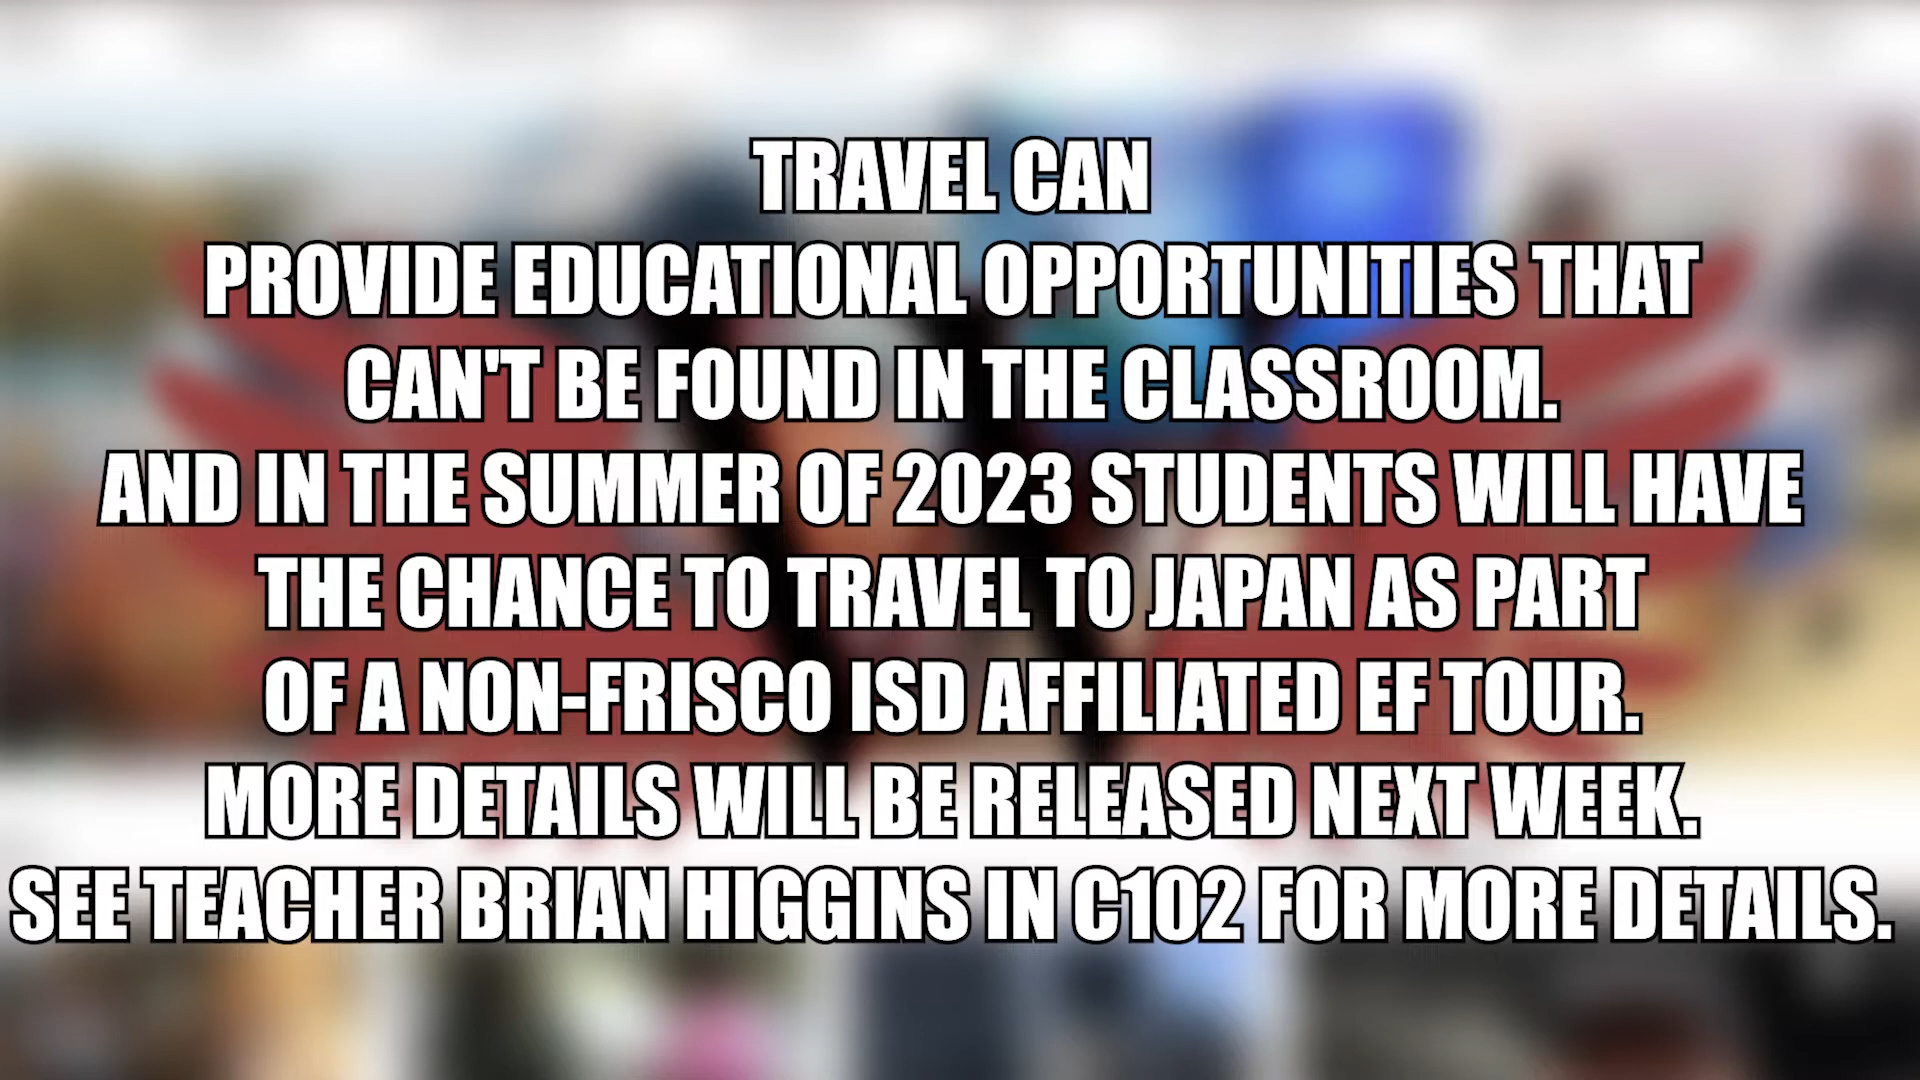 TRAVEL CAN
PROVIDE EDUCATIONAL OPPORTUNITIES THAT
CAN'T BE FOUND IN THE CLASSROOM.
AND IN THE SUMMER OF 2023 STUDENTS WILL HAVE
THE CHANCE TO TRAVEL TO JAPAN AS PART
OF A NON-FRISCO ISD AFFILIATED EF TOUR.
MORE DETAILS WILL BE RELEASED NEXT WEEK.
SEE TEACHER BRIAN HIGGINS IN C102 FOR MORE DETAILS.